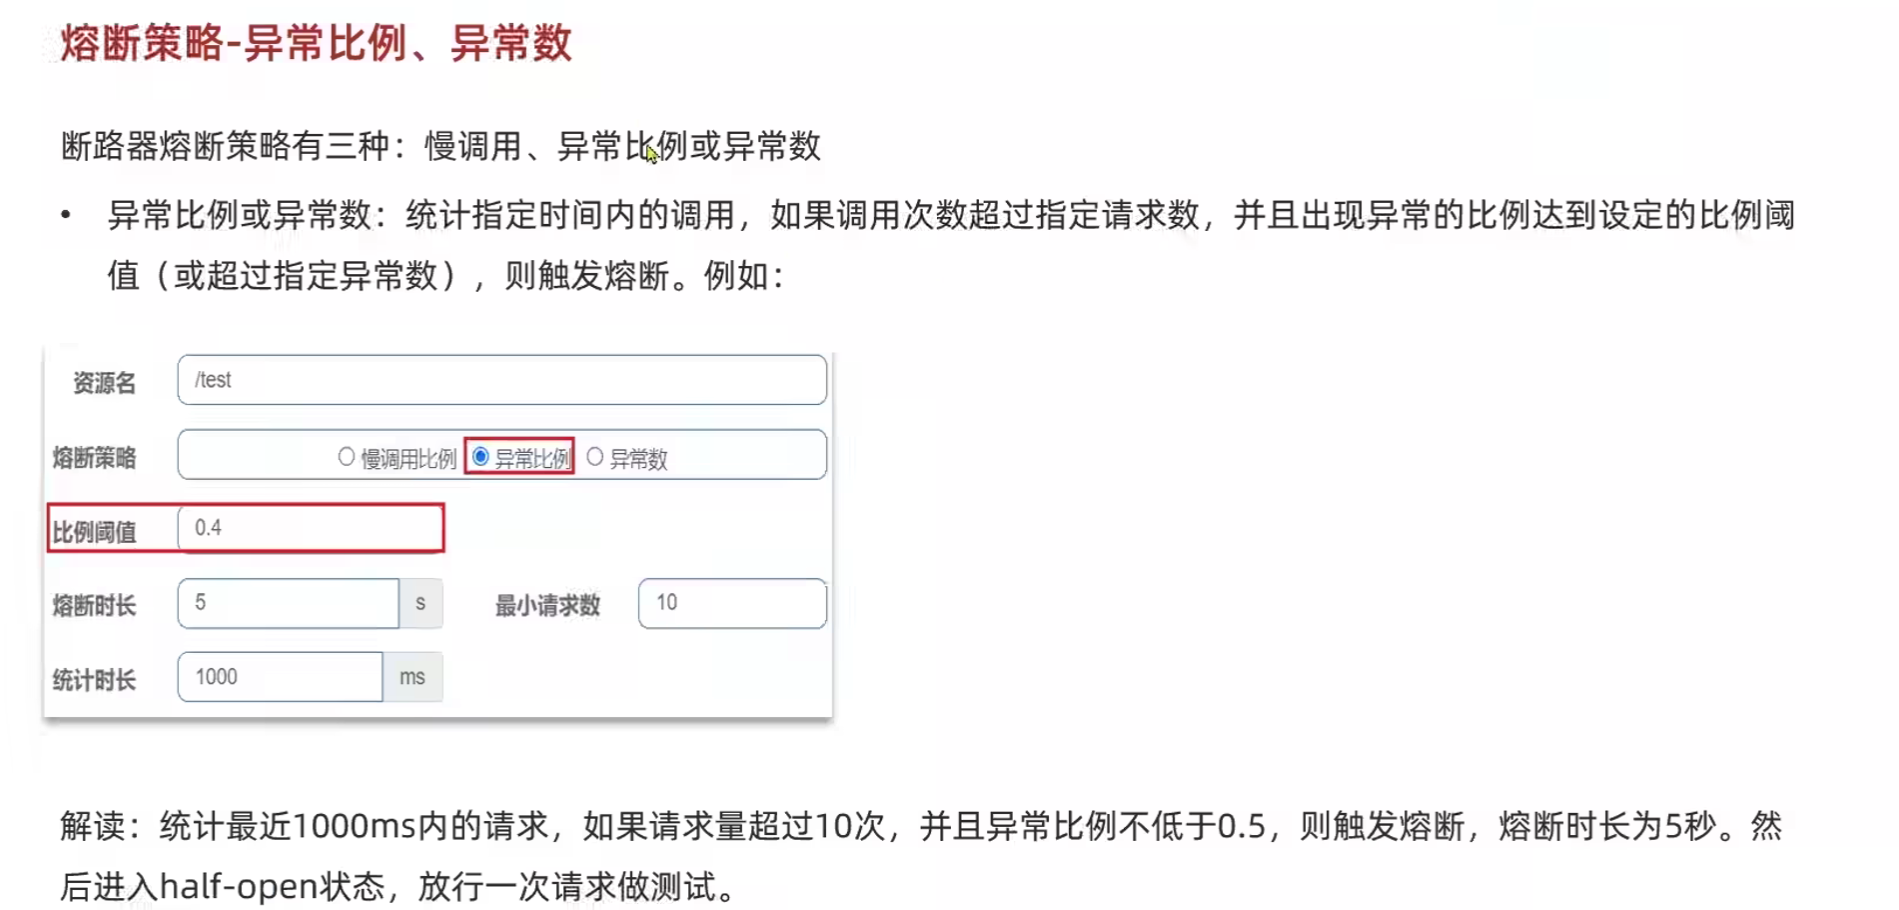 熔断策略-异常比例、异常数
断路器熔断策略有三种：慢调用、异常比例或异常数
• 异常比例或异常数：统计指定时间内的调用，如果调用次数超过指定请求数，并且出现异常的比例达到设定的比例阈
值（或超过指定异常数），则触发熔断。例如：
资源名 /test
熔断策略 慢调用比例 异常比例 异常数
比例阈值 0.4
熔断时长 5 s 最小请求数 10
统计时长 1000 ms
解读：统计最近1000ms内的请求，如果请求量超过10次，并且异常比例不低于0.5，则触发熔断，熔断时长为5秒。然
后进入half-open状态，放行一次请求做测试。